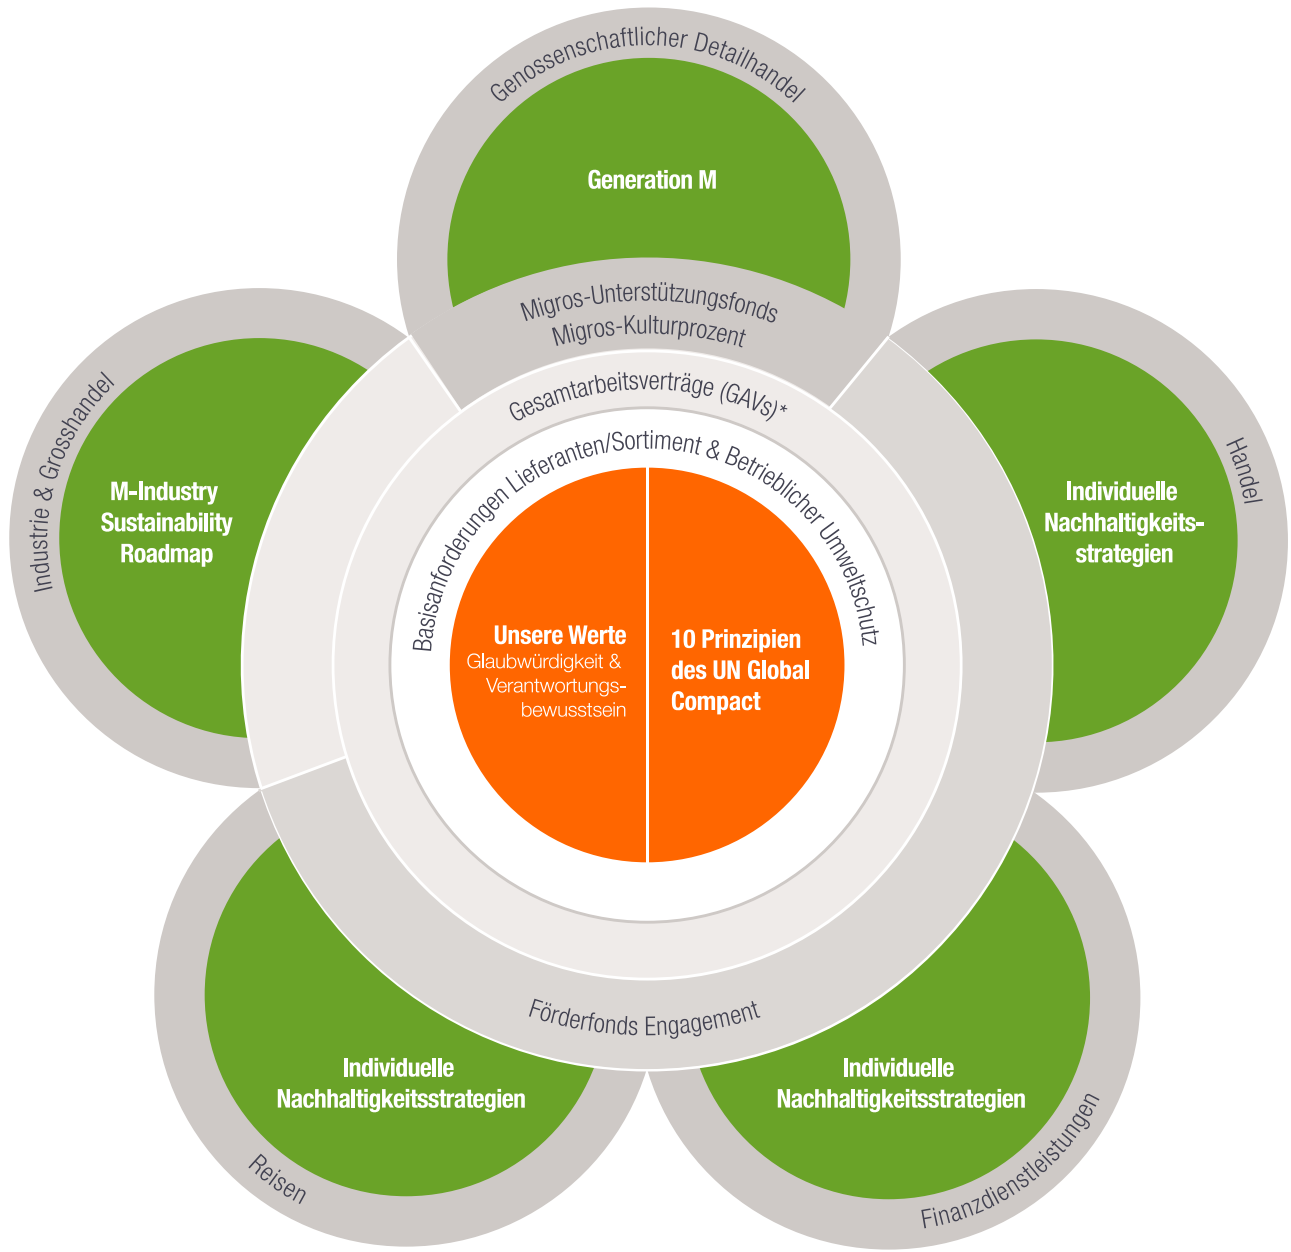 Genossenschaftlicher Detailhandel
Generation M
Migros-Unterstützungsfonds
Migros-Kulturprozent
Gesamtarbeitsverträge (GAVs)*
Basisanforderungen Lieferanten/Sortiment & Betrieblicher Umweltschutz
Industrie & Grosshandel
M-Industry
Sustainability
Roadmap
Handel
Individuelle
Nachhaltigkeits-
strategien
Unsere Werte
Glaubwürdigkeit &
Verantwortungs-
bewusstsein
10 Prinzipien
des UN Global
Compact
Förderfonds Engagement
Individuelle
Nachhaltigkeitsstrategien
Reisen
Individuelle
Nachhaltigkeitsstrategien
Finanzdienstleistungen